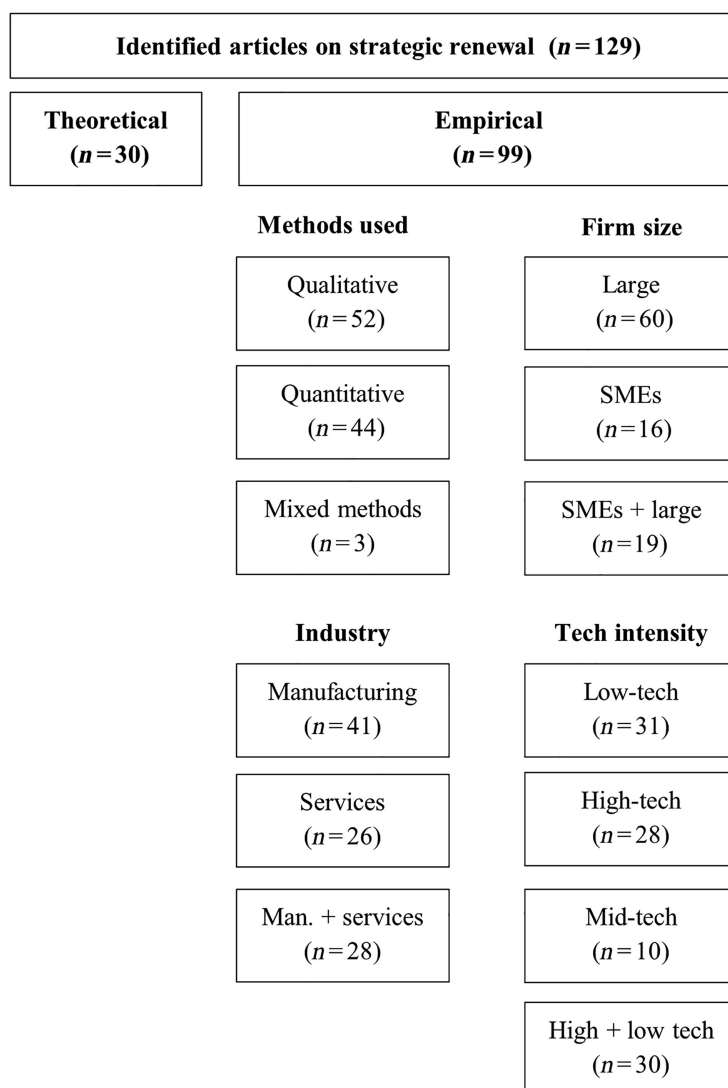 Identified articles on strategic renewal (n=129)
Theoretical
(n=30)
Empirical
(n=99)
Methods used
Qualitative
(n=52)
Quantitative
(n=44)
Mixed methods
(n=3)
Firm size
Large
(n=60)
SMEs
(n=16)
SMEs + large
(n=19)
Industry
Manufacturing
(n=41)
Services
(n=26)
Man. + services
(n=28)
Tech intensity
Low-tech
(n=31)
High-tech
(n=28)
Mid-tech
(n=10)
High + low tech
(n=30)